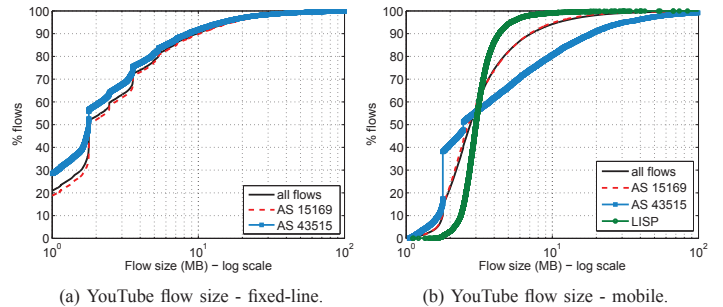 100
90
80
70
60
50
40
30
20
10
0
% flows
10^0
10^1
10^2
Flow size (MB) − log scale
all flows
AS 15169
AS 43515
(a) YouTube flow size - fixed-line.
100
90
80
70
60
50
40
30
20
10
0
% flows
10^0
10^1
10^2
Flow size (MB) − log scale
all flows
AS 15169
AS 43515
LISP
(b) YouTube flow size - mobile.